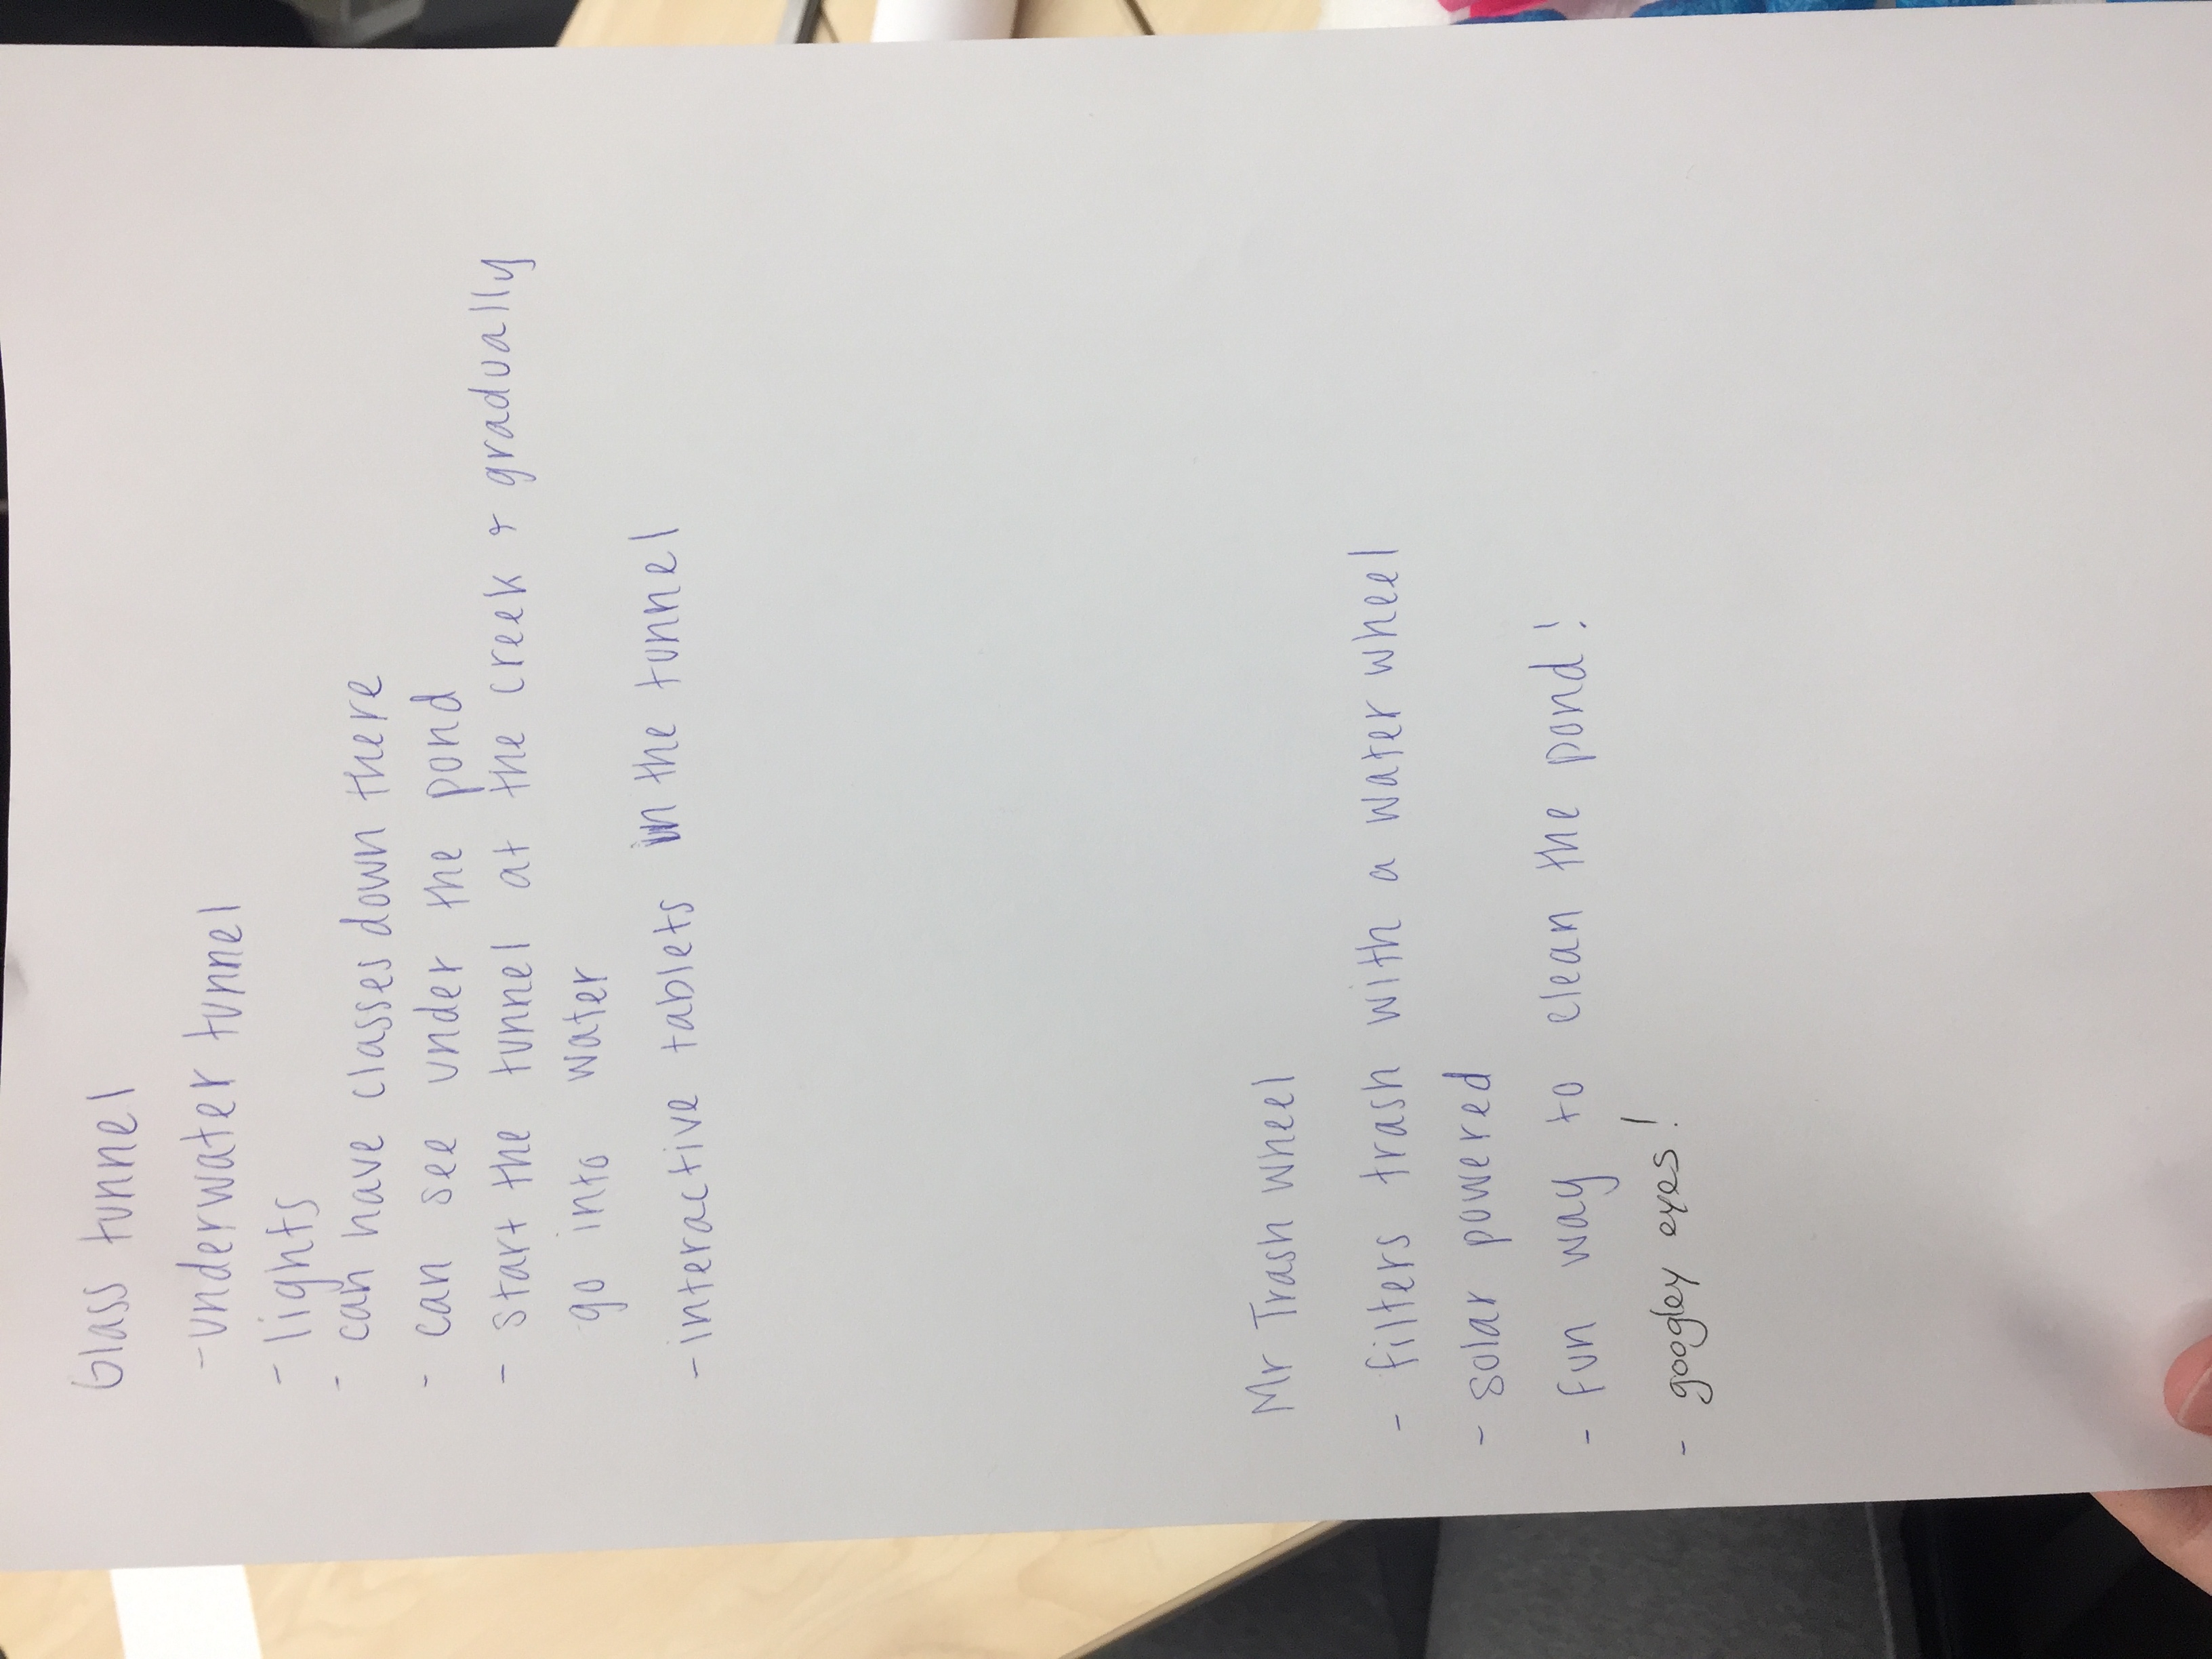 Glass tunnel
- underwater tunnel
- lights
- can have classes down there
- can see under the pond
- start the tunnel at the creek & gradually
go into water
- interactive tablets in the tunnel
Mr Trash wheel
- filters trash with a water wheel
- solar powered
- fun way to clean the pond!
- googley eyes!